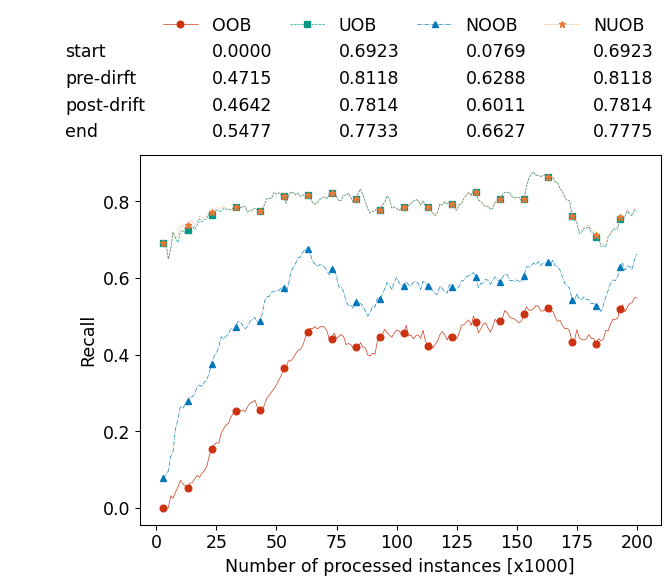 OOB UOB NOOB NUOB
start 0.0000 0.6923 0.0769 0.6923
pre-dirft 0.4715 0.8118 0.6288 0.8118
post-drift 0.4642 0.7814 0.6011 0.7814
end 0.5477 0.7733 0.6627 0.7775
0.8
0.6
0.4
0.2
0.0
Recall
0 25 50 75 100 125 150 175 200
Number of processed instances [x1000]